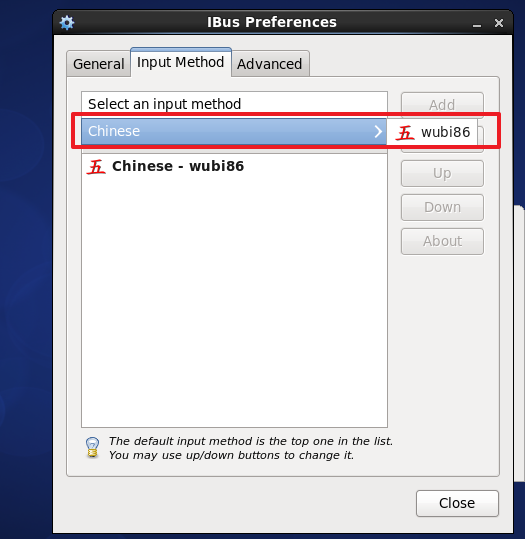 IBus Preferences
General Input Method Advanced
Select an input method
Add
Chinese
五 wubi86
五 Chinese - wubi86
Up
Down
About
The default input method is the top one in the list.
You may use up/down buttons to change it.
Close